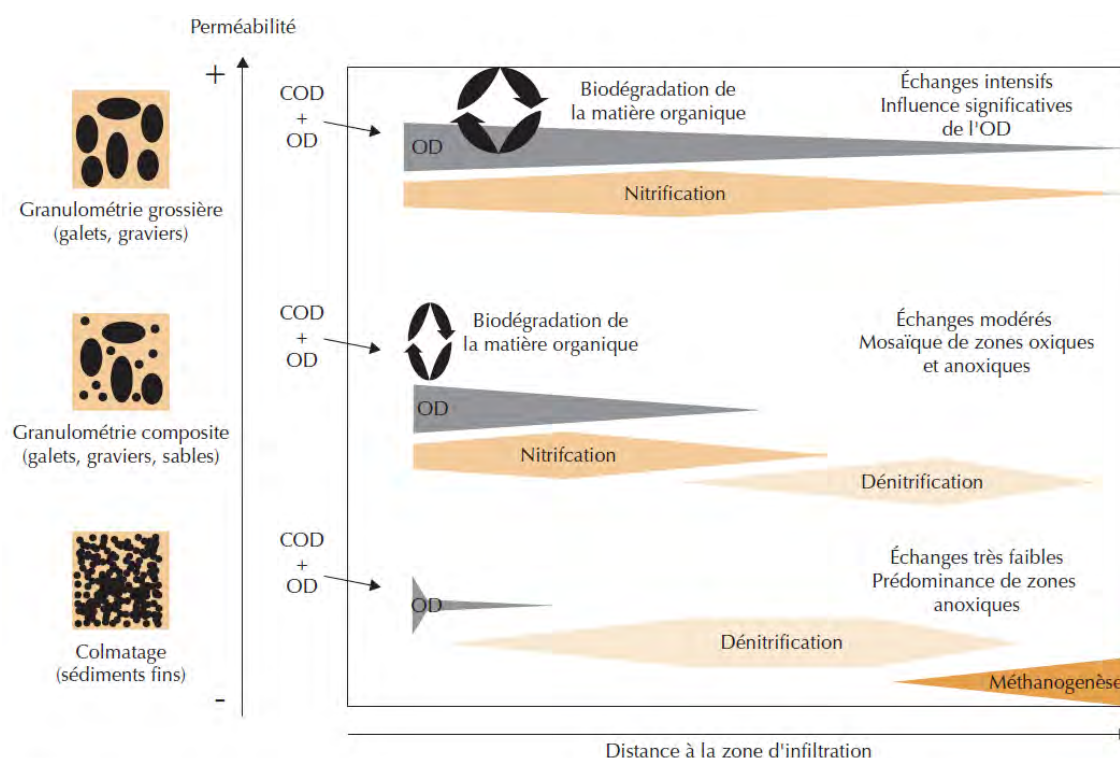 Perméabilité
+
COD
+
OD
Granulométrie grossière
(galets, graviers)
OD
Biodégradation de
la matière organique
Échanges intensifs
Influence significatives
de l'OD
Nitrification
COD
+
OD
Granulométrie composite
(galets, graviers, sables)
Biodégradation de
la matière organique
OD
Échanges modérés
Mosaïque de zones oxiques
et anoxiques
Nitrifcation
Dénitrification
COD
+
OD
Colmatage
(sédiments fins)
OD
Échanges très faibles
Prédominance de zones
anoxiques
Dénitrification
Méthanogenèse
-
Distance à la zone d'infiltration